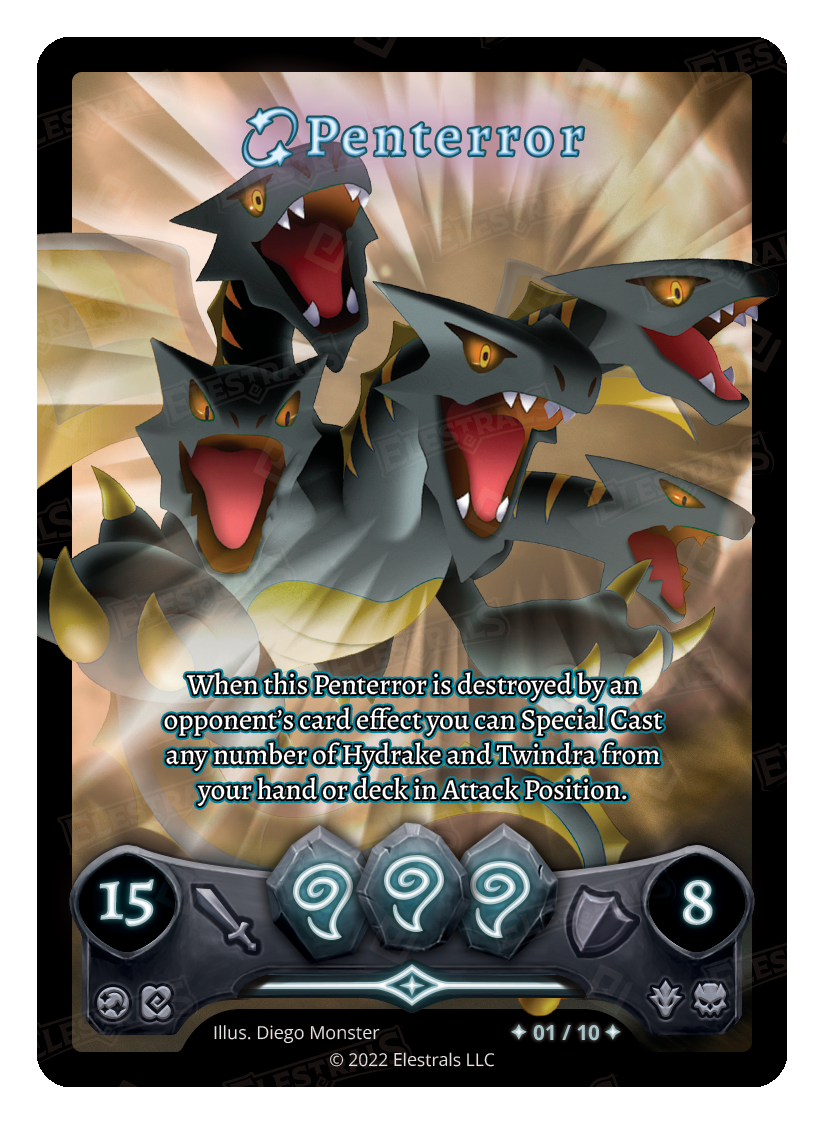 Penterror
When this Penterror is destroyed by an
opponent's card effect you can Special Cast
any number of Hydrake and Twindra from
your hand or deck in Attack Position.
15
8
Illus. Diego Monster
01 / 10
© 2022 Elestrals LLC
ELESTRALS